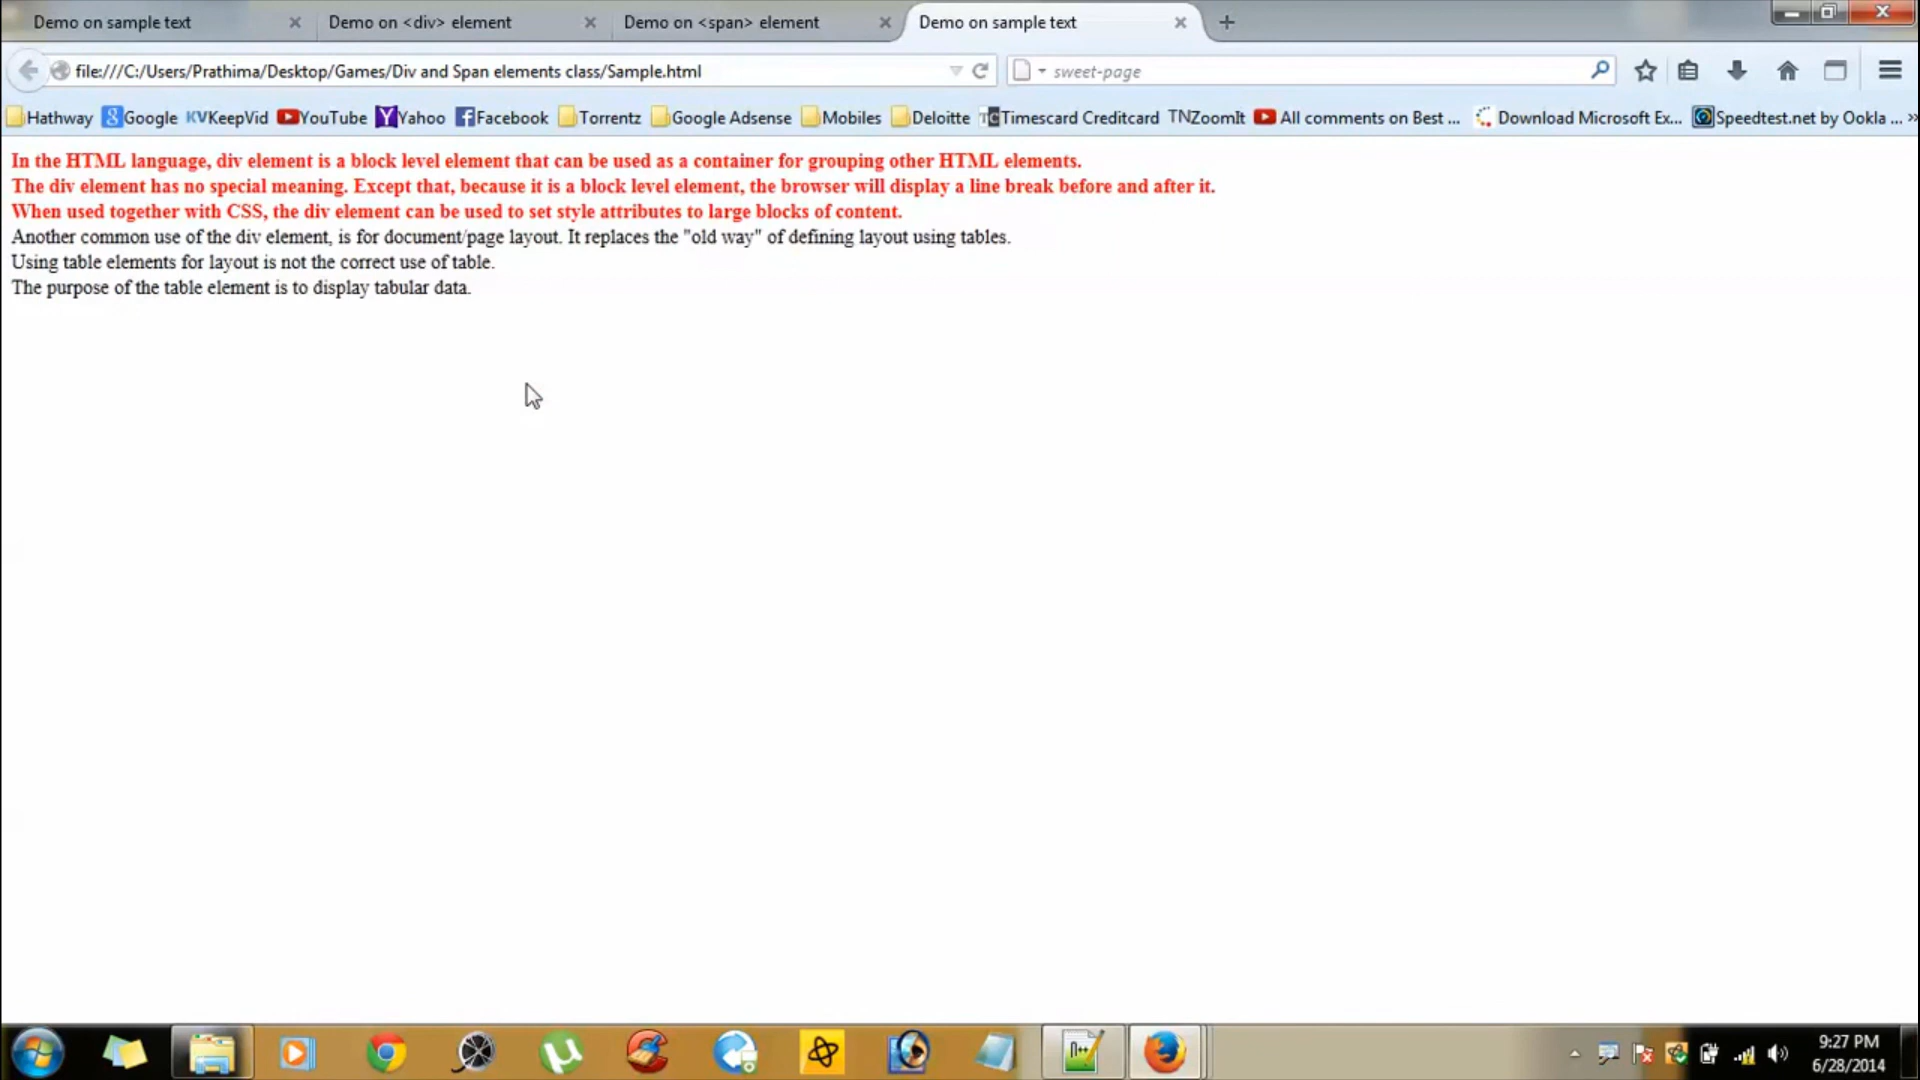 Demo on sample text
Demo on <div> element
Demo on <span> element
Demo on sample text
file:///C:/Users/Prathima/Desktop/Games/Div and Span elements class/Sample.html
sweet-page
Hathway Google KVKeepVid YouTube Yahoo Facebook Torrentz Google Adsense Mobiles Deloitte Timescard Creditcard TNZoomIt All comments on Best ... Download Microsoft Ex... Speedtest.net by Ookla ... »
In the HTML language, div element is a block level element that can be used as a container for grouping other HTML elements.
The div element has no special meaning. Except that, because it is a block level element, the browser will display a line break before and after it.
When used together with CSS, the div element can be used to set style attributes to large blocks of content.
Another common use of the div element, is for document/page layout. It replaces the "old way" of defining layout using tables.
Using table elements for layout is not the correct use of table.
The purpose of the table element is to display tabular data.
9:27 PM
6/28/2014